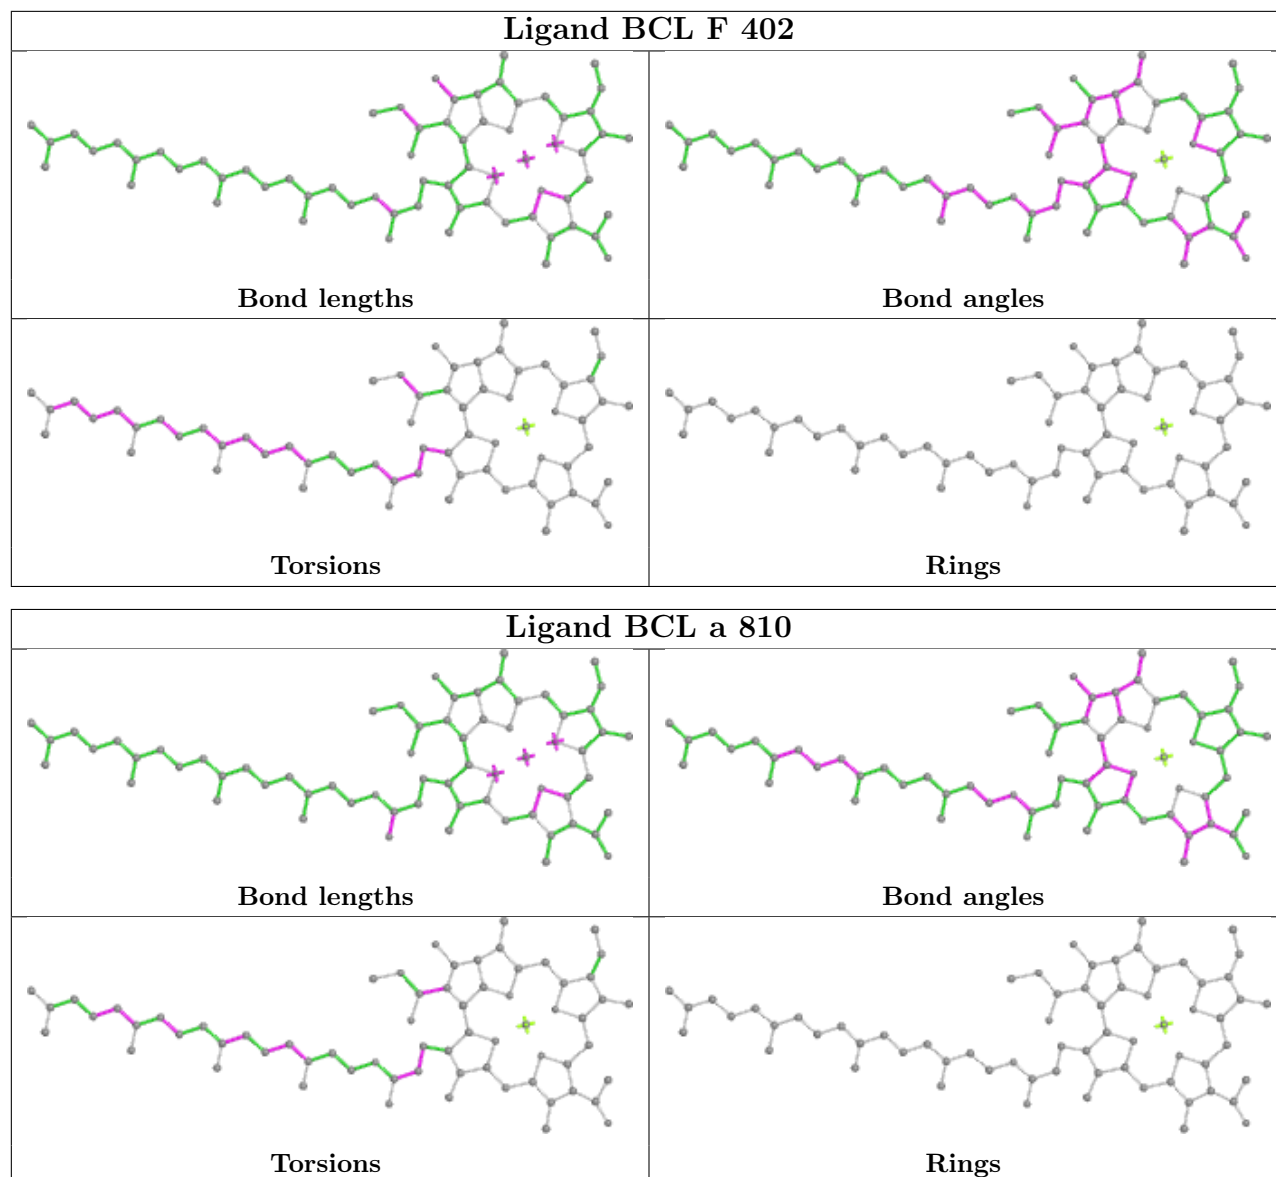 Ligand BCL F 402
Bond lengths
Bond angles
Torsions
Rings
Ligand BCL a 810
Bond lengths
Bond angles
Torsions
Rings